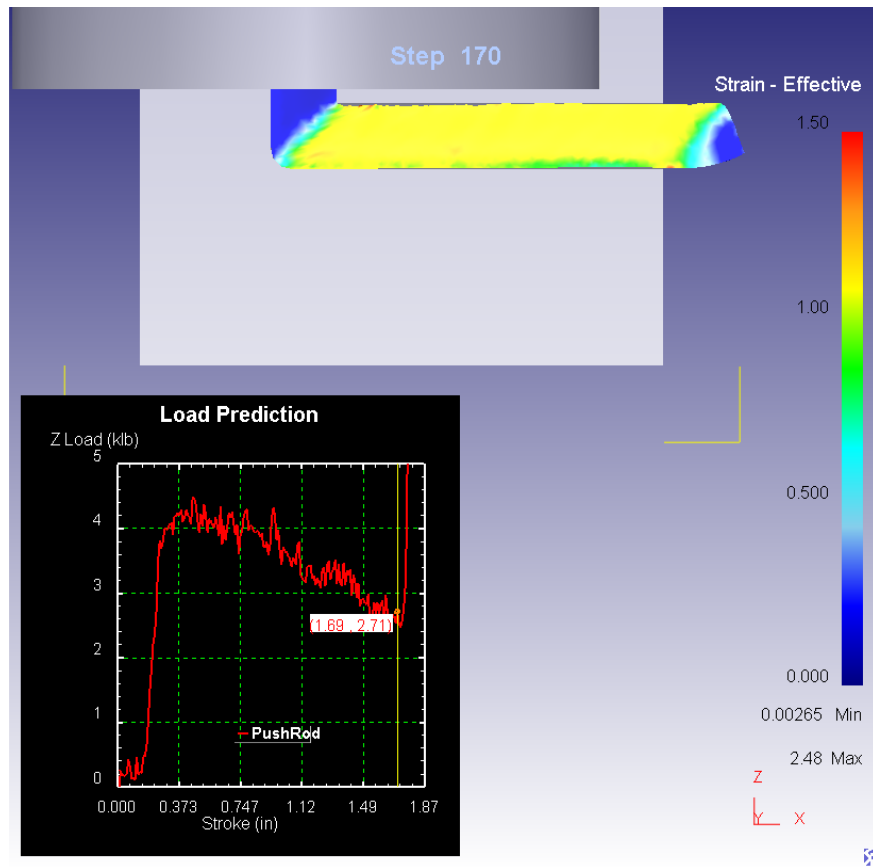 Step 170
Strain - Effective
1.50
1.00
0.500
0.000
0.00265 Min
2.48 Max
Load Prediction
Z Load (klb)
5
4
3
2
1
0
(1.69 , 2.71)
PushRod
0.000 0.373 0.747 1.12 1.49 1.87
Stroke (in)
Z
Y X